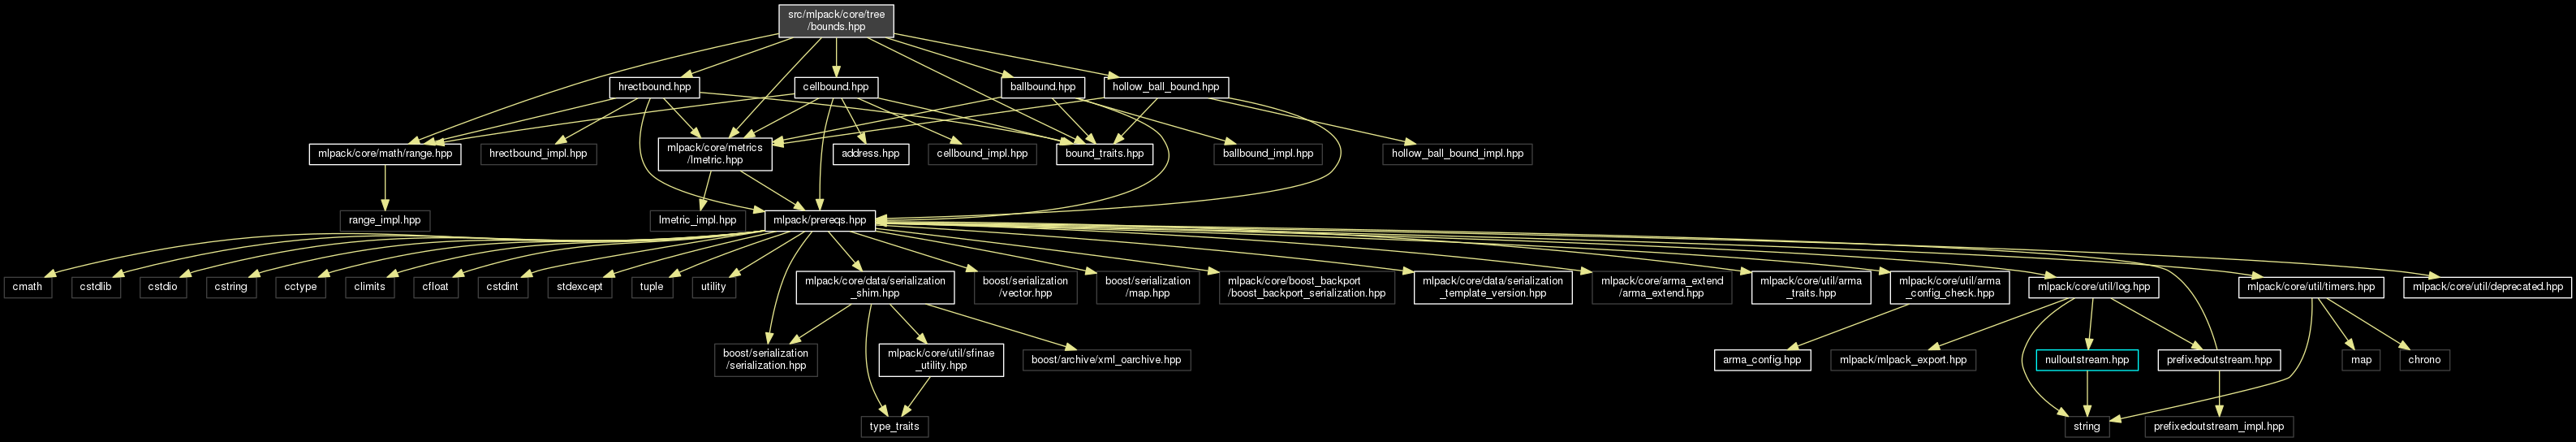 src/mlpack/core/tree
/bounds.hpp
hrectbound.hpp
cellbound.hpp
ballbound.hpp
hollow_ball_bound.hpp
mlpack/core/math/range.hpp
hrectbound_impl.hpp
mlpack/core/metrics
/lmetric.hpp
address.hpp
cellbound_impl.hpp
bound_traits.hpp
ballbound_impl.hpp
hollow_ball_bound_impl.hpp
range_impl.hpp
lmetric_impl.hpp
mlpack/prereqs.hpp
cmath
cstdlib
cstdio
cstring
cctype
climits
cfloat
cstdint
stdexcept
tuple
utility
mlpack/core/data/serialization
_shim.hpp
boost/serialization
/vector.hpp
boost/serialization
/map.hpp
mlpack/core/boost_backport
/boost_backport_serialization.hpp
mlpack/core/data/serialization
_template_version.hpp
mlpack/core/arma_extend
/arma_extend.hpp
mlpack/core/util/arma
_traits.hpp
mlpack/core/util/arma
_config_check.hpp
mlpack/core/util/log.hpp
mlpack/core/util/timers.hpp
mlpack/core/util/deprecated.hpp
boost/serialization
/serialization.hpp
mlpack/core/util/sfinae
_utility.hpp
boost/archive/xml_oarchive.hpp
arma_config.hpp
mlpack/mlpack_export.hpp
nulloutstream.hpp
prefixedoutstream.hpp
map
chrono
type_traits
string
prefixedoutstream_impl.hpp